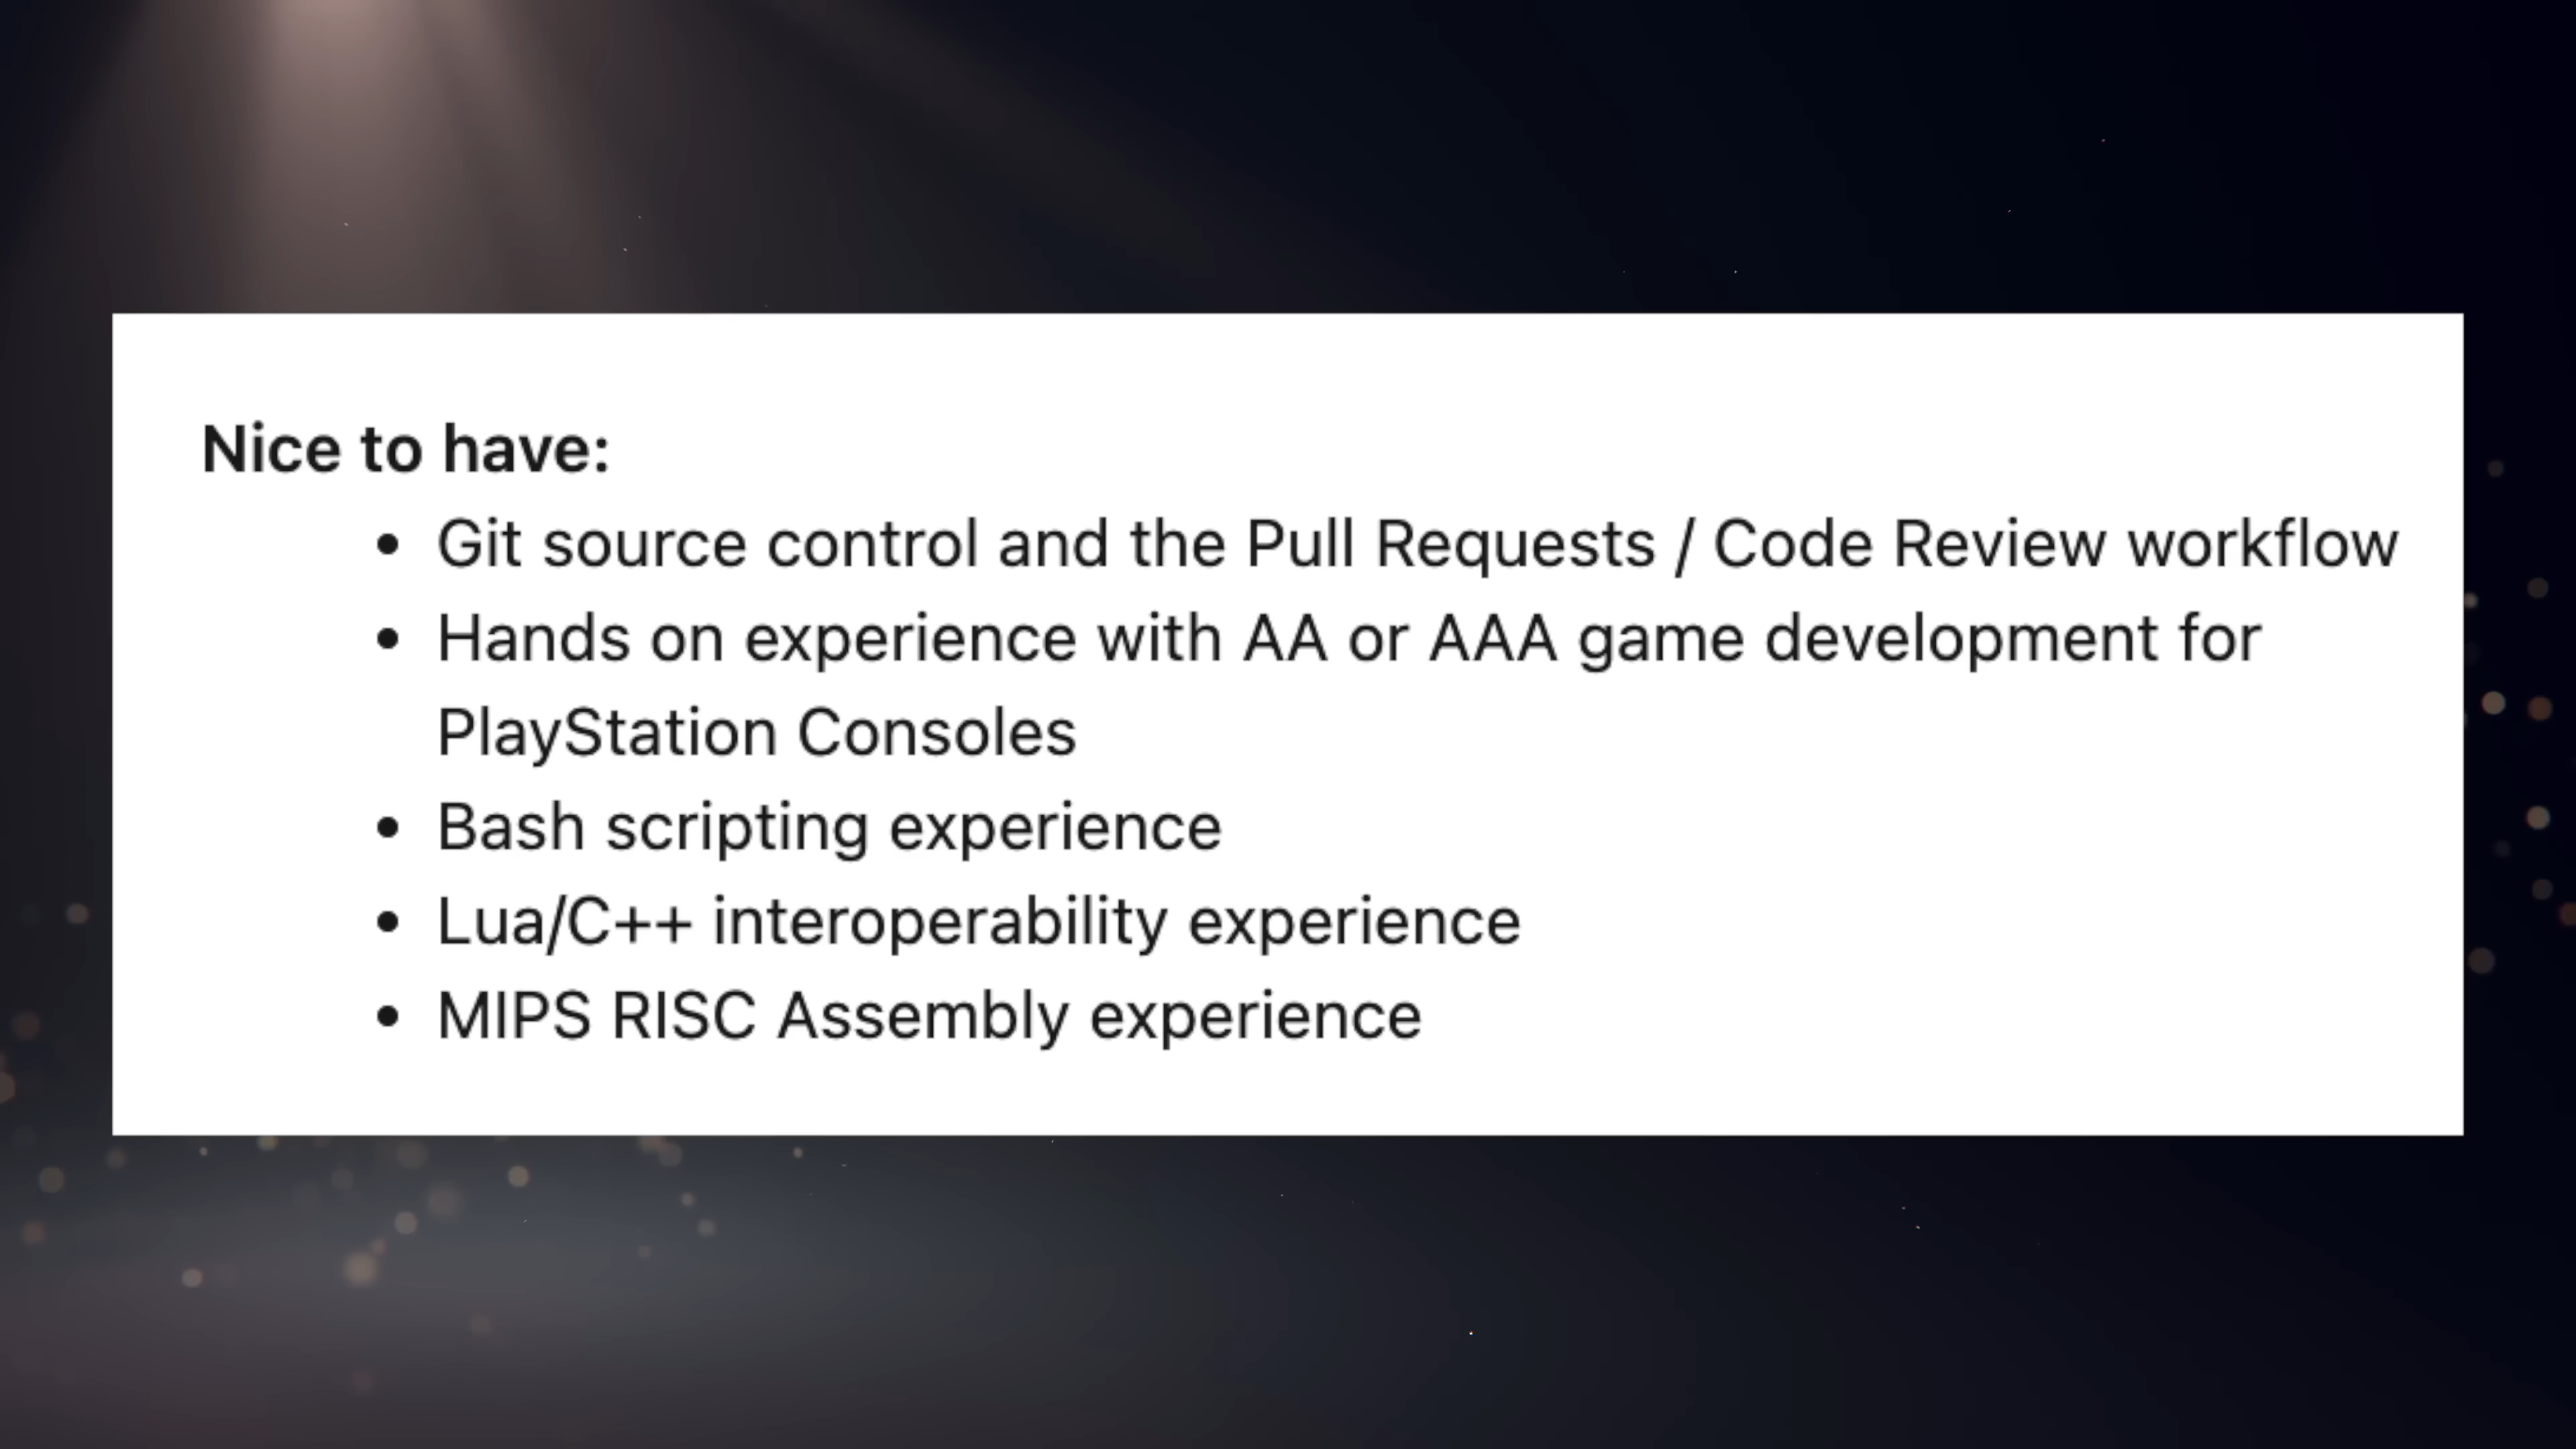 Nice to have:
• Git source control and the Pull Requests / Code Review workflow
• Hands on experience with AA or AAA game development for
PlayStation Consoles
• Bash scripting experience
• Lua/C++ interoperability experience
• MIPS RISC Assembly experience